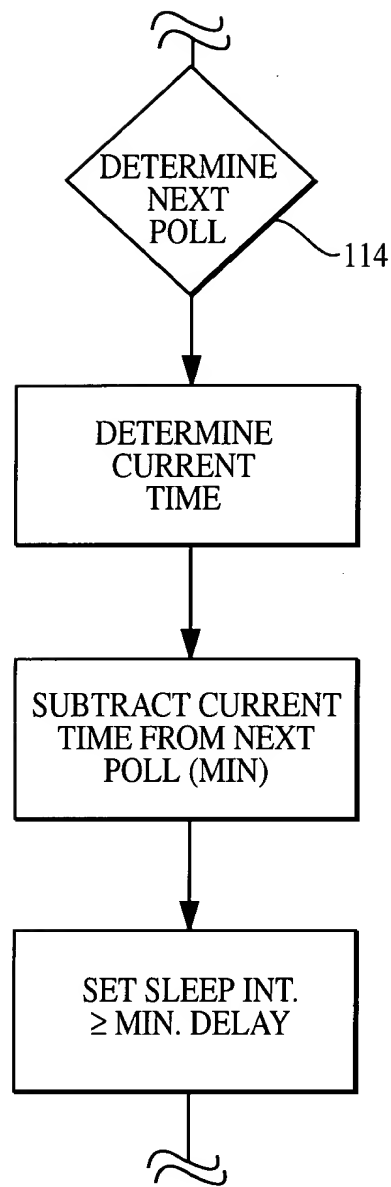 DETERMINE
NEXT
POLL
114
DETERMINE
CURRENT
TIME
SUBTRACT CURRENT
TIME FROM NEXT
POLL (MIN)
SET SLEEP INT.
≥ MIN. DELAY